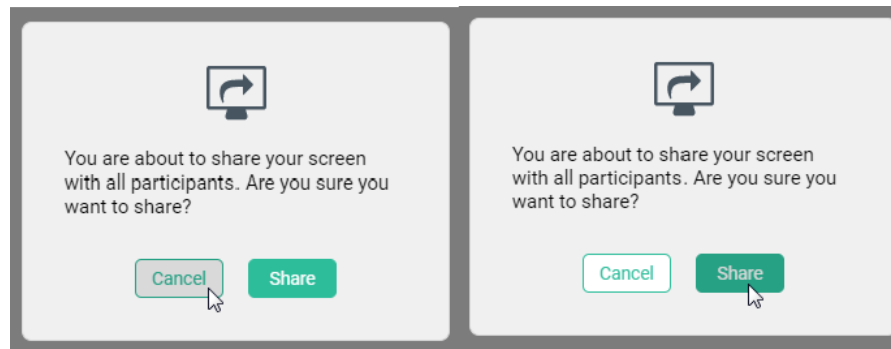 You are about to share your screen
with all participants. Are you sure you
want to share?
Cancel
Share
You are about to share your screen
with all participants. Are you sure you
want to share?
Cancel
Share